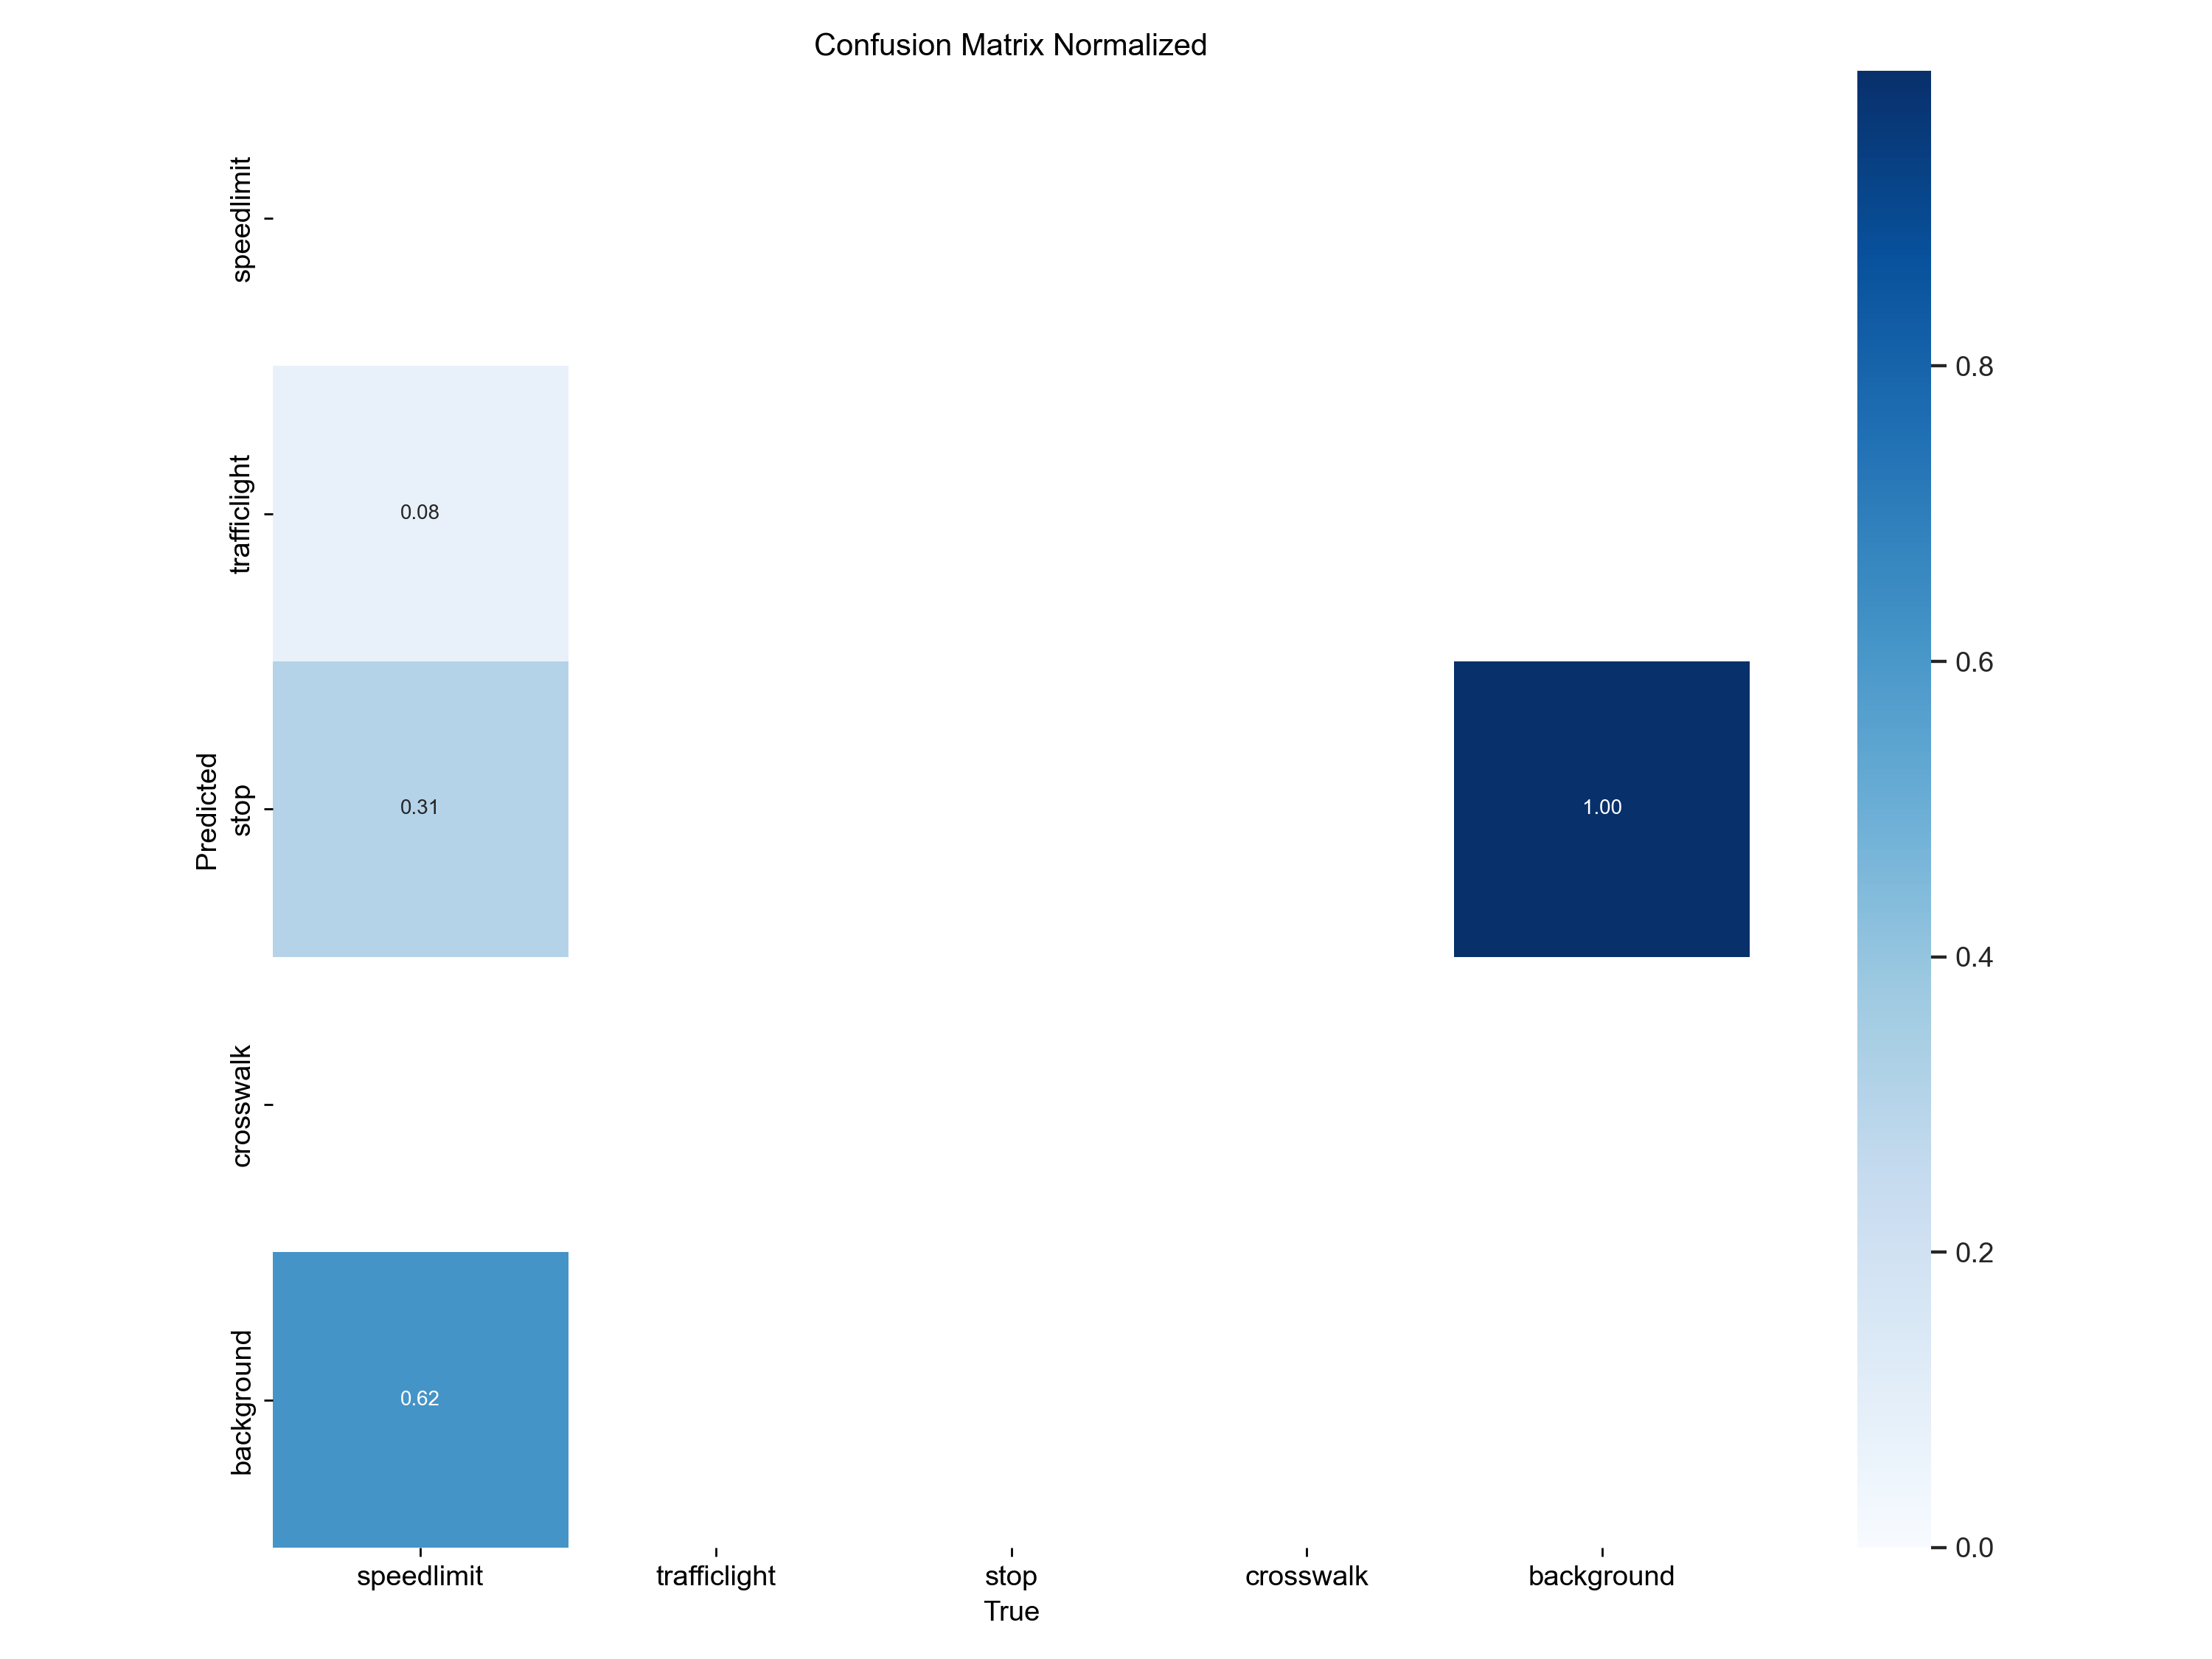 Confusion Matrix Normalized
speedlimit
trafficlight
stop
crosswalk
background
Predicted
0.08
0.31
1.00
0.62
0.8
0.6
0.4
0.2
0.0
speedlimit
trafficlight
stop
crosswalk
background
True